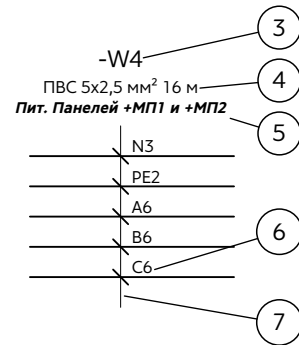 3
-W4
4
ПВС 5х2,5 мм² 16 м
Пит. Панелей +МП1 и +МП2
5
N3
PE2
A6
B6
6
C6
7